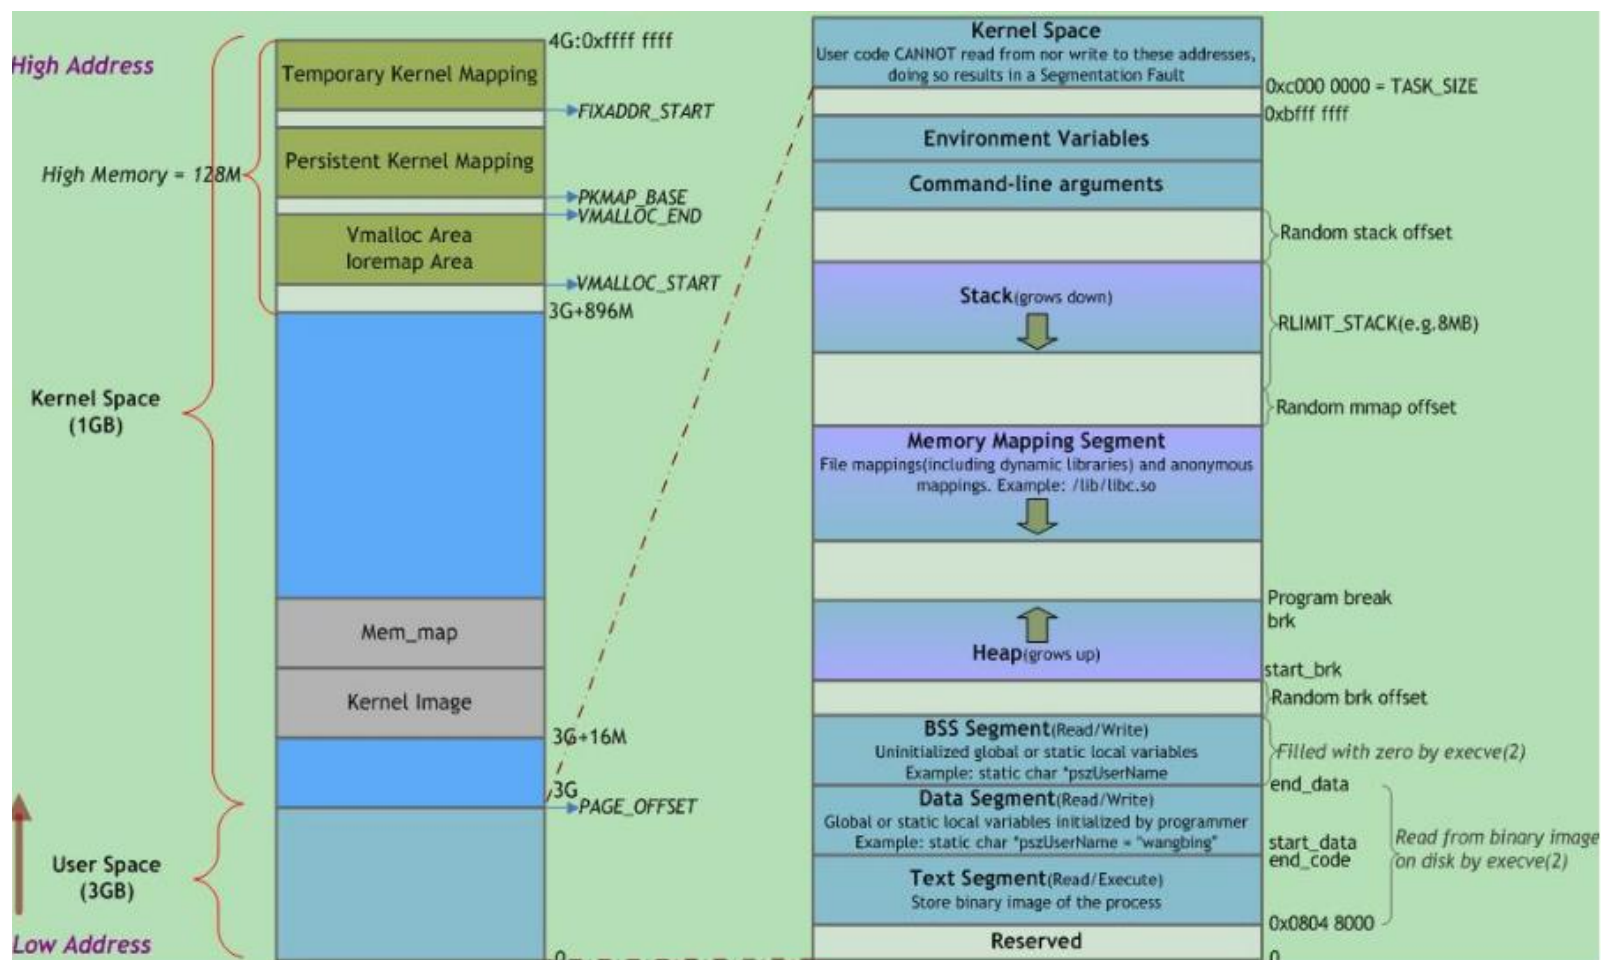 High Address
4G:0xffff ffff
Temporary Kernel Mapping
FIXADDR_START
Persistent Kernel Mapping
High Memory = 128M
PKMAP_BASE
VMALLOC_END
Vmalloc Area
Ioremap Area
VMALLOC_START
3G+896M
Kernel Space
(1GB)
Mem_map
Kernel Image
3G+16M
3G
PAGE_OFFSET
User Space
(3GB)
Low Address
0
Kernel Space
User code CANNOT read from nor write to these addresses,
doing so results in a Segmentation Fault
0xc000 0000 = TASK_SIZE
0xbfff ffff
Environment Variables
Command-line arguments
Random stack offset
Stack(grows down)
RLIMIT_STACK(e.g.8MB)
Random mmap offset
Memory Mapping Segment
File mappings(including dynamic libraries) and anonymous
mappings. Example: /lib/libc.so
Program break
brk
Heap(grows up)
start_brk
Random brk offset
BSS Segment(Read/Write)
Uninitialized global or static local variables
Example: static char *pszUserName
Filled with zero by execve(2)
end_data
Data Segment(Read/Write)
Global or static local variables initialized by programmer
Example: static char *pszUserName = "wangbing"
start_data
end_code
Read from binary image
on disk by execve(2)
Text Segment(Read/Execute)
Store binary image of the process
0x0804 8000
Reserved
0